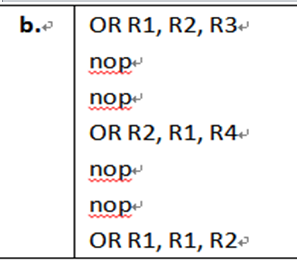 b.
OR R1, R2, R3
nop
nop
OR R2, R1, R4
nop
nop
OR R1, R1, R2